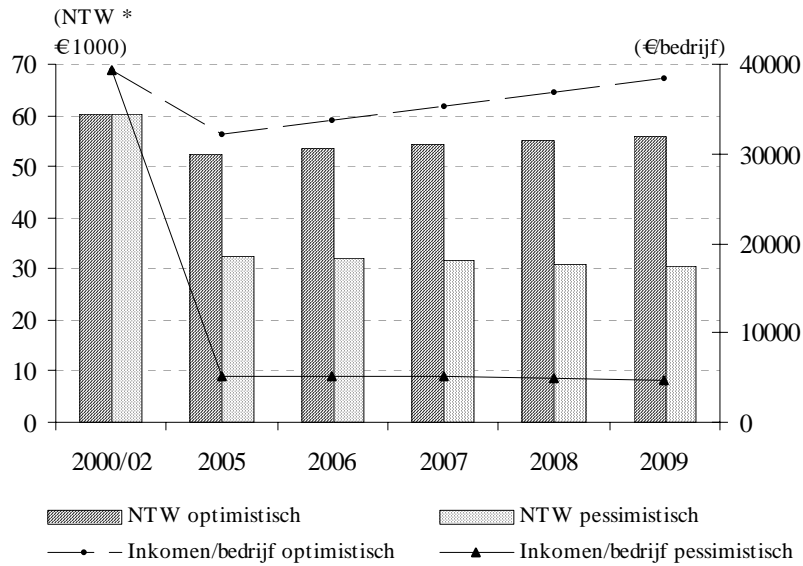 (NTW *
€1000)
(€/bedrijf)
70
60
50
40
30
20
10
0
40000
30000
20000
10000
0
2000/02 2005 2006 2007 2008 2009
NTW optimistisch NTW pessimistisch
Inkomen/bedrijf optimistisch Inkomen/bedrijf pessimistisch